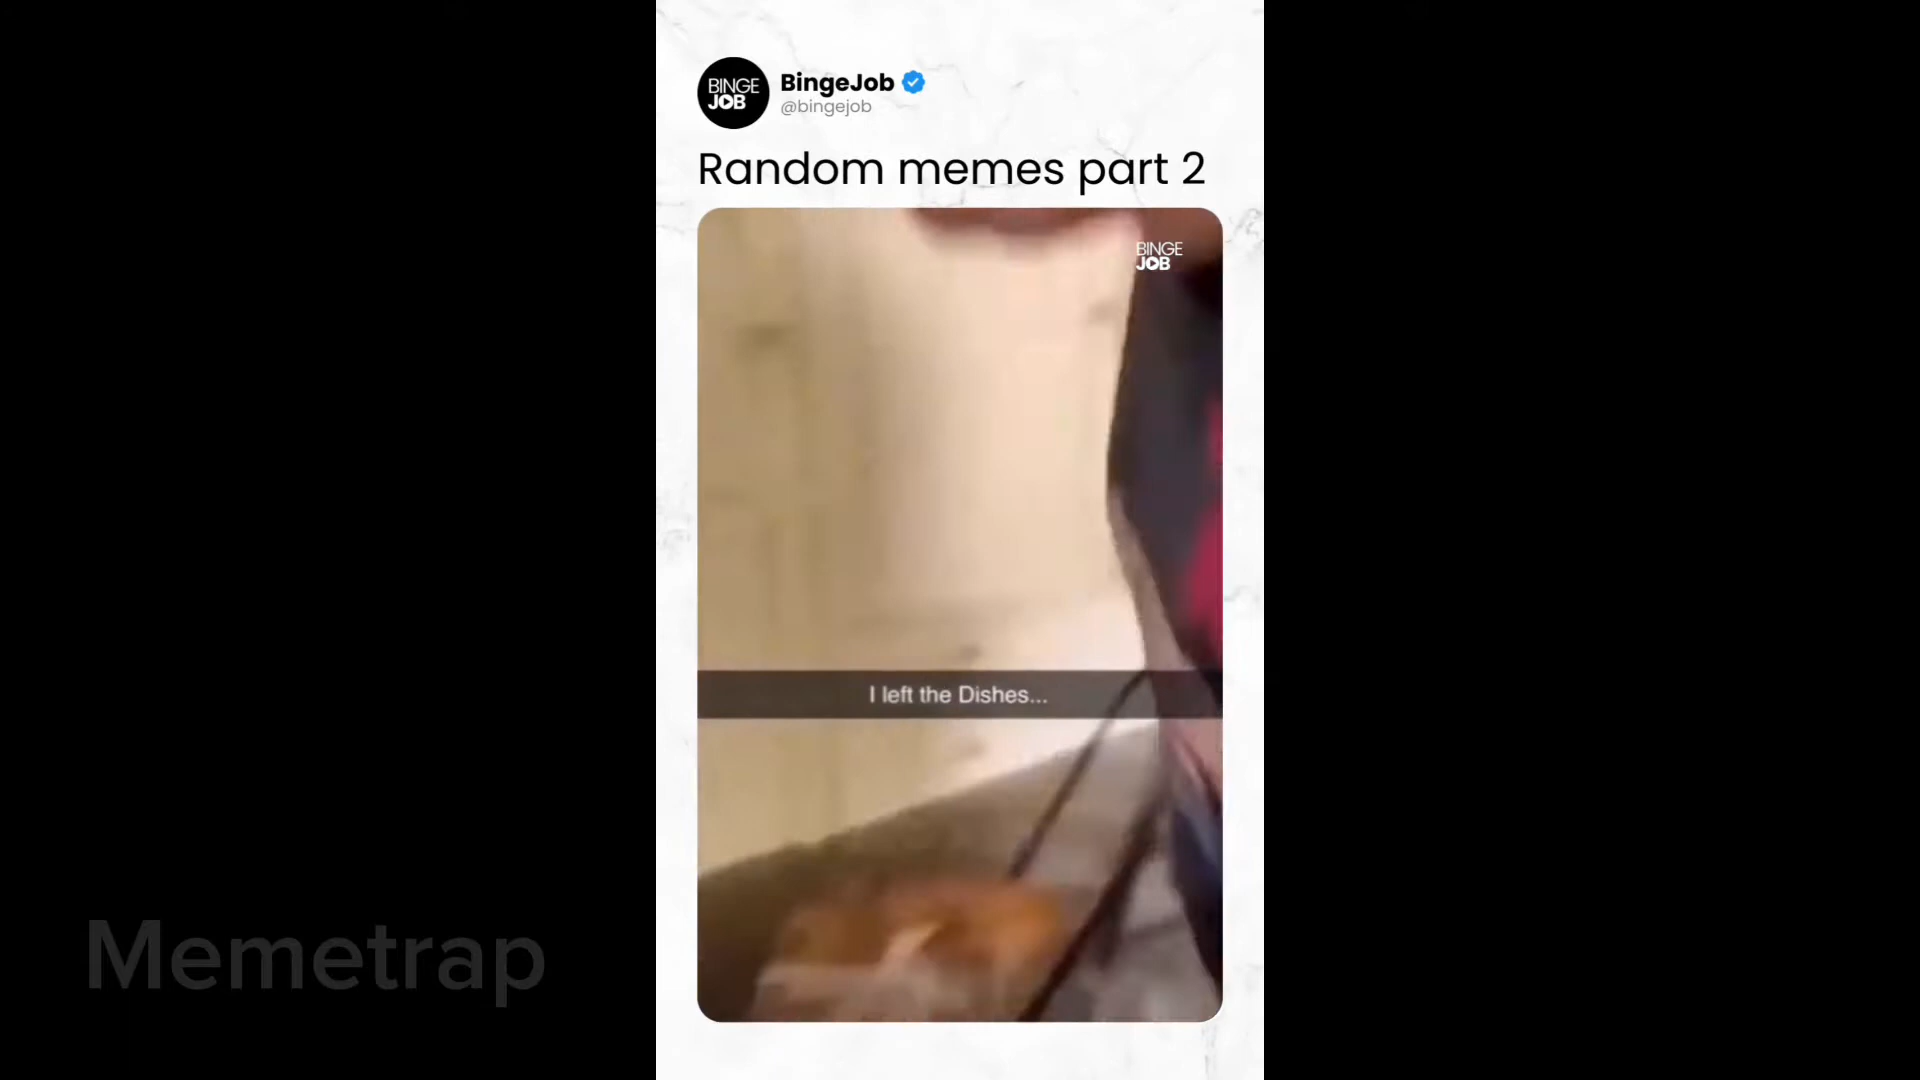 BINGE
JOB
BingeJob
@bingejob
Random memes part 2
BINGE
JOB
I left the Dishes...
Memetrap